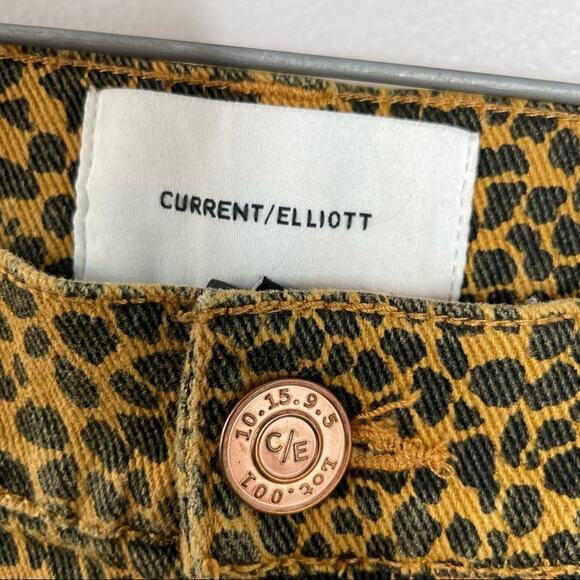 CURRENT/ELLIOTT
10.15.9.5
C/E
Lot.001